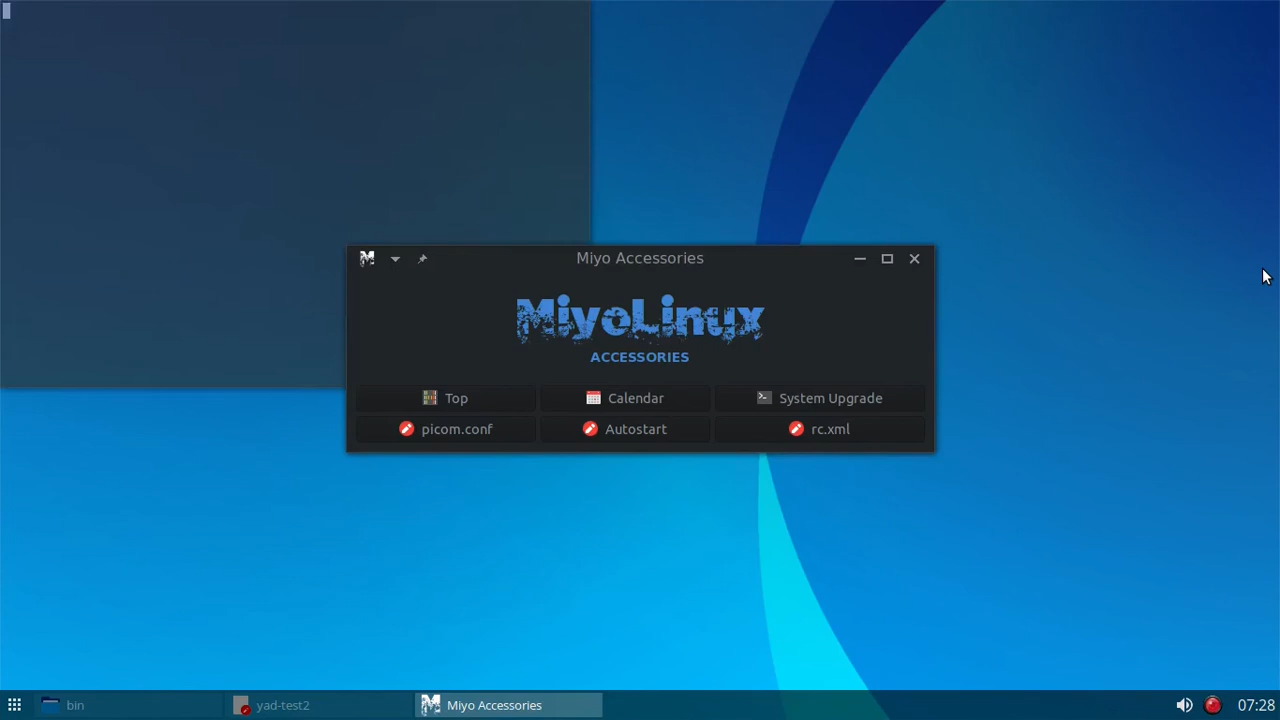 Miyo Accessories
MiyoLinux
ACCESSORIES
Top Calendar System Upgrade
picom.conf Autostart rc.xml
bin yad-test2 Miyo Accessories 07:28